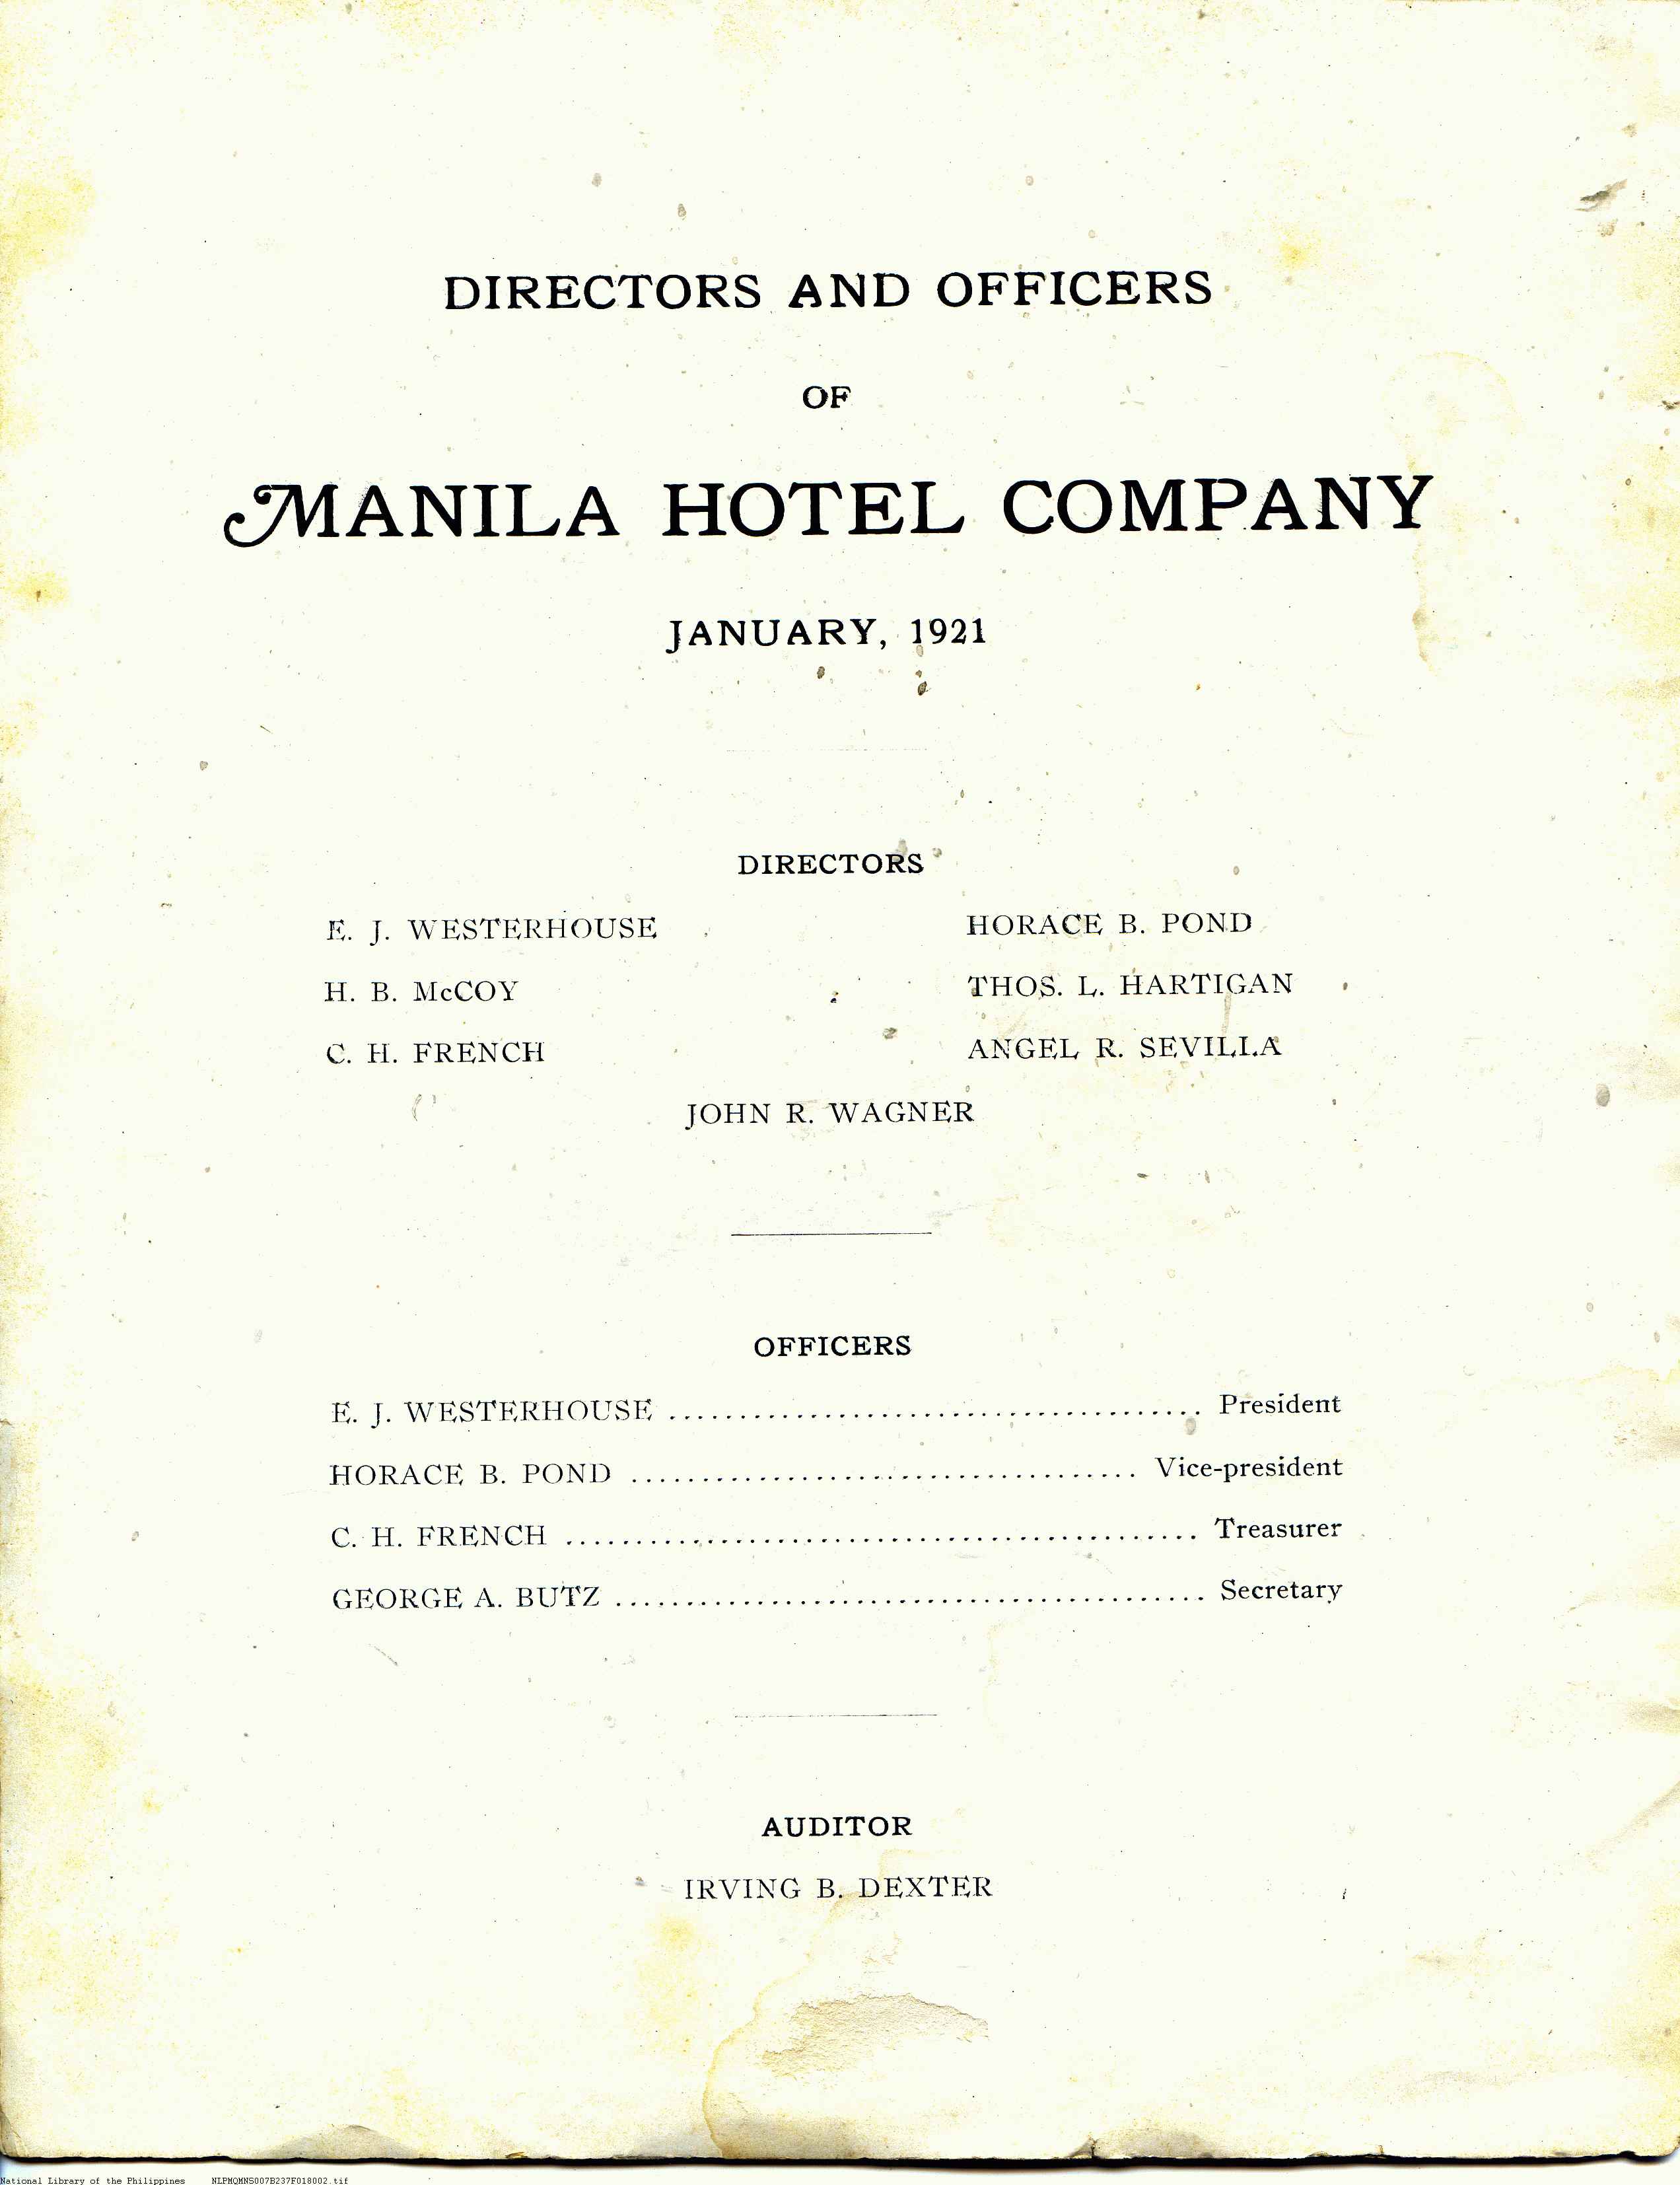 DIRECTORS AND OFFICERS
OF
MANILA HOTEL COMPANY
JANUARY, 1921
DIRECTORS
E. J. WESTERHOUSE HORACE B. POND
H. B. McCOY THOS. L. HARTIGAN
C. H. FRENCH ANGEL R. SEVILLA
JOHN R. WAGNER
OFFICERS
E. J. WESTERHOUSE ...................................... President
HORACE B. POND .................................... Vice-president
C. H. FRENCH ............................................. Treasurer
GEORGE A. BUTZ .......................................... Secretary
AUDITOR
IRVING B. DEXTER
National Library of the Philippines NLPMQMNS007B237F018002.tif